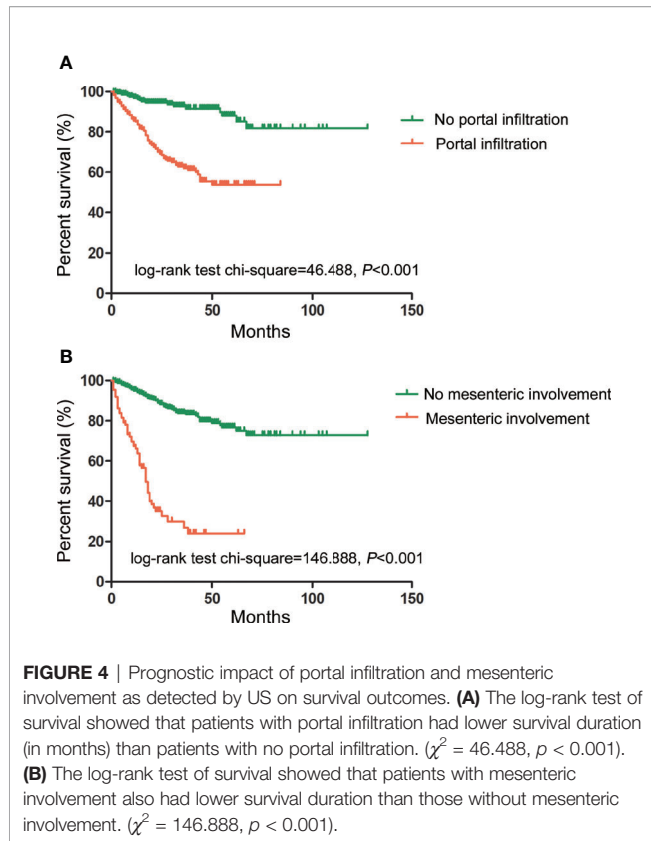 A
100
80
60
40
20
0
Percent survival (%)
No portal infiltration
Portal infiltration
log-rank test chi-square=46.488, P<0.001
0 50 100 150
Months
B
100
80
60
40
20
0
Percent survival (%)
No mesenteric involvement
Mesenteric involvement
log-rank test chi-square=146.888, P<0.001
0 50 100 150
Months
FIGURE 4 | Prognostic impact of portal infiltration and mesenteric
involvement as detected by US on survival outcomes. (A) The log-rank test of
survival showed that patients with portal infiltration had lower survival duration
(in months) than patients with no portal infiltration. (χ² = 46.488, p < 0.001).
(B) The log-rank test of survival showed that patients with mesenteric
involvement also had lower survival duration than those without mesenteric
involvement. (χ² = 146.888, p < 0.001).